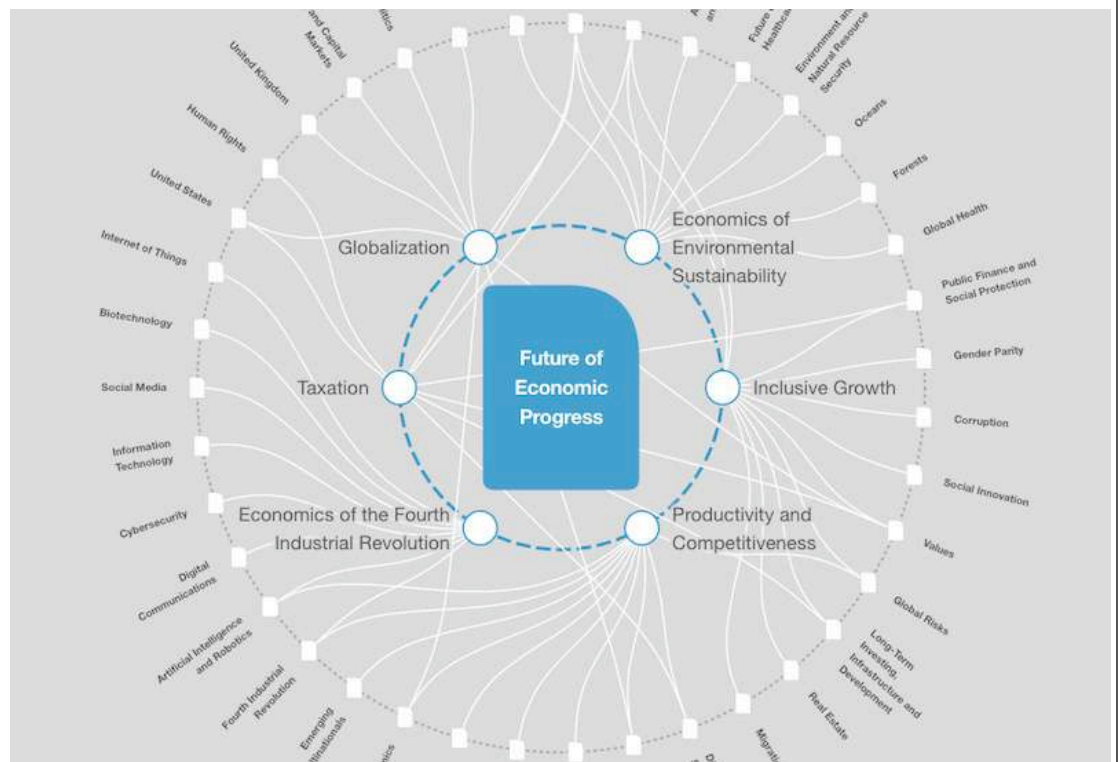 Future of
Economic
Progress
Globalization
Economics of
Environmental
Sustainability
Inclusive Growth
Productivity and
Competitiveness
Economics of the Fourth
Industrial Revolution
Taxation
and Capital
Markets
United Kingdom
Human Rights
United States
Internet of Things
Biotechnology
Social Media
Information
Technology
Cybersecurity
Digital
Communications
Artificial Intelligence
and Robotics
Fourth Industrial
Revolution
Emerging
Future
Environment and
Natural Resource
Security
Oceans
Forests
Global Health
Public Finance and
Social Protection
Gender Parity
Corruption
Social Innovation
Values
Global Risks
Long-Term
Investing,
Infrastructure and
Development
Real Estate